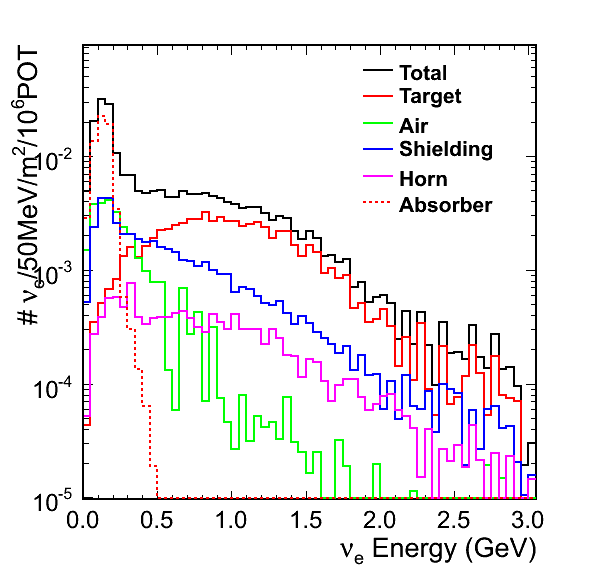 # νe/50MeV/m²/10⁶POT
10⁻²
10⁻³
10⁻⁴
10⁻⁵
Total
Target
Air
Shielding
Horn
Absorber
0.0 0.5 1.0 1.5 2.0 2.5 3.0
νe Energy (GeV)